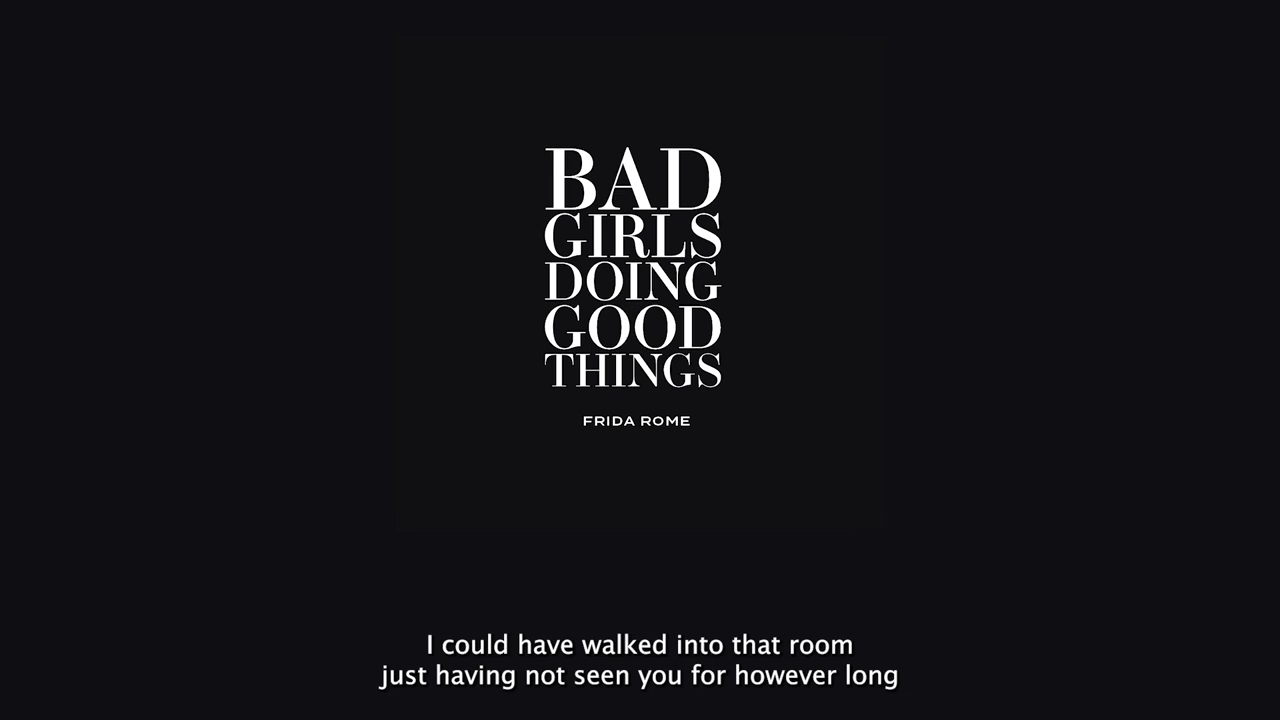 BAD
GIRLS
DOING
GOOD
THINGS
FRIDA ROME
I could have walked into that room
just having not seen you for however long